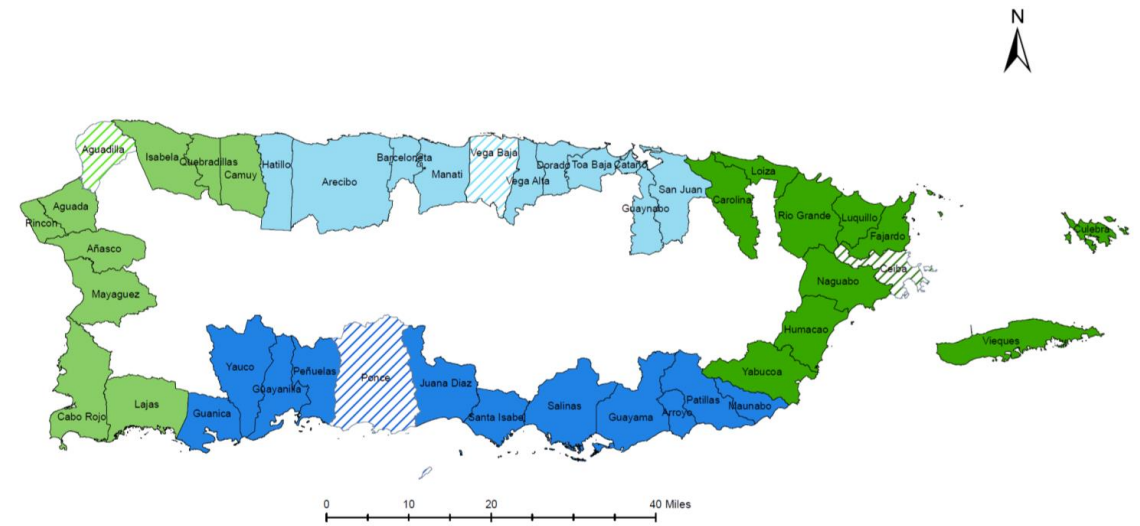 N
Aguadilla
Isabela
Quebradillas
Camuy
Hatillo
Arecibo
Barceloneta
Manati
Vega Baja
Vega Alta
Dorado
Toa Baja
Cataño
Guaynabo
San Juan
Carolina
Loiza
Rio Grande
Luquillo
Fajardo
Ceiba
Culebra
Vieques
Naguabo
Humacao
Yabucoa
Aguada
Rincon
Añasco
Mayaguez
Cabo Rojo
Lajas
Guanica
Yauco
Guayanilla
Peñuelas
Ponce
Juana Diaz
Santa Isabel
Salinas
Guayama
Arroyo
Patillas
Maunabo
0 10 20 40 Miles